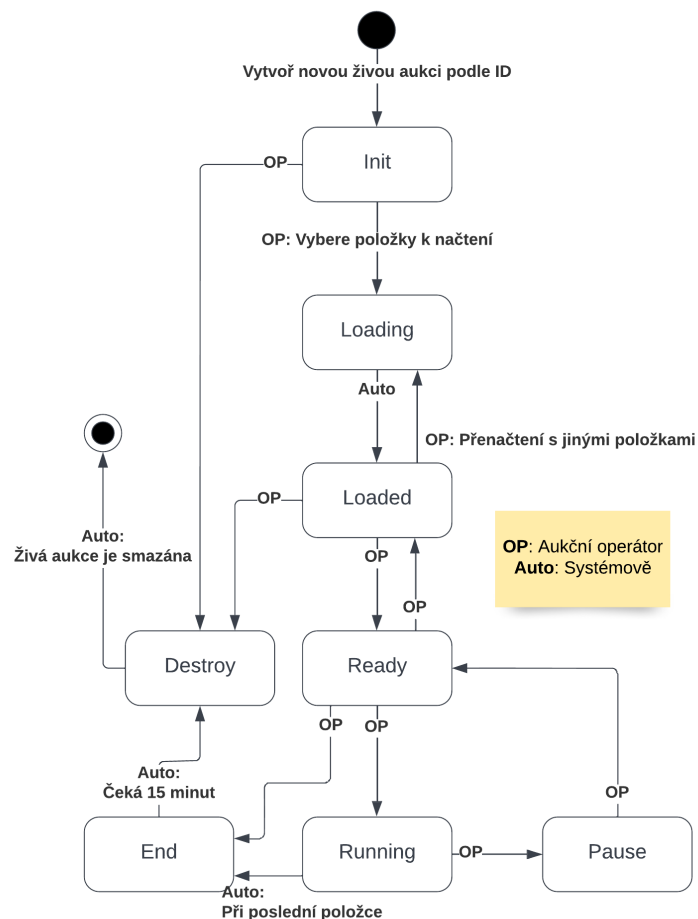 Vytvoř novou živou aukci podle ID
Init
OP
OP: Vybere položky k načtení
Loading
Auto
OP: Přenačtení s jinými položkami
Loaded
OP
OP
OP
Auto:
Živá aukce je smazána
OP: Aukční operátor
Auto: Systémově
Destroy
Ready
OP
OP
Auto:
Čeká 15 minut
OP
End
Running
OP
Pause
Auto:
Při poslední položce